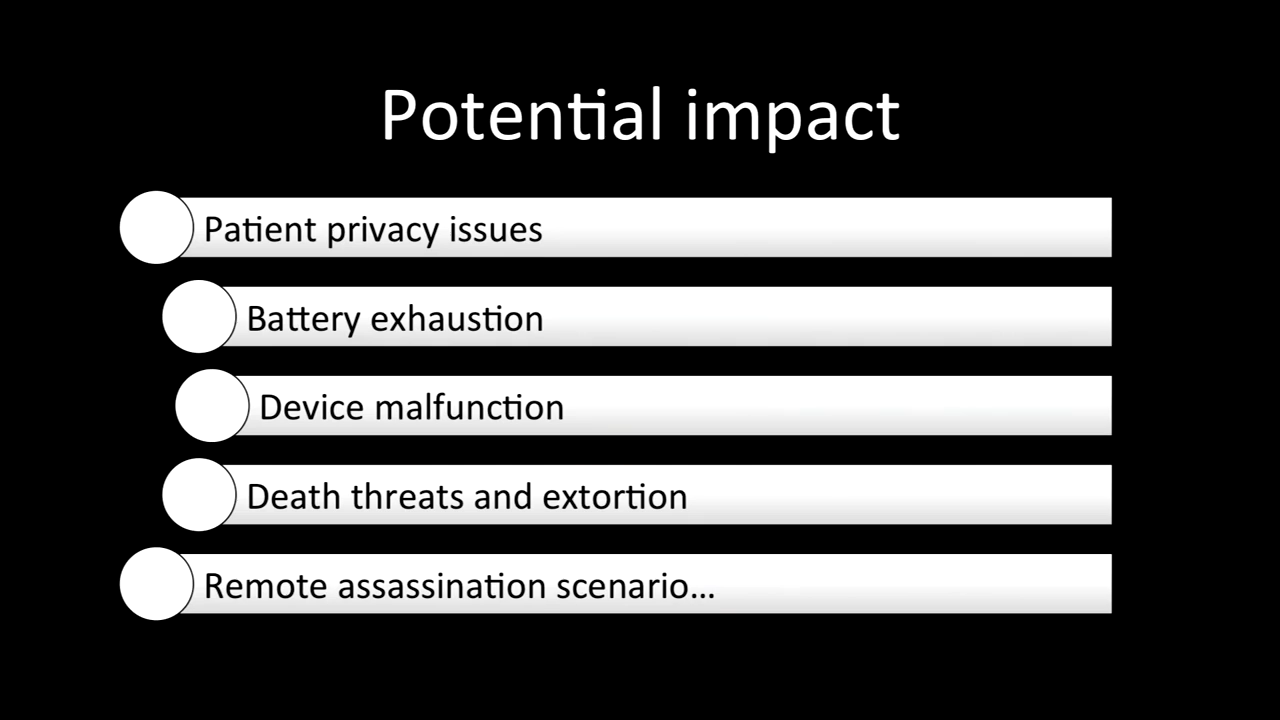 Potential impact
Patient privacy issues
Battery exhaustion
Device malfunction
Death threats and extortion
Remote assassination scenario...